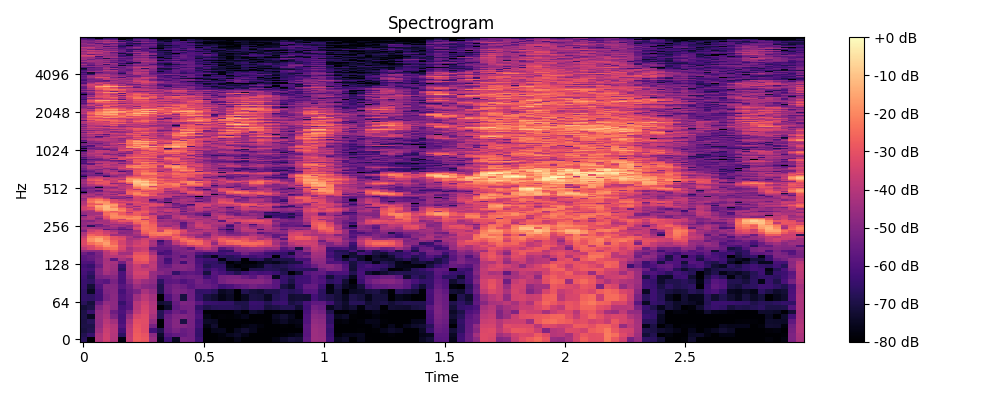 Spectrogram
Hz
4096
2048
1024
512
256
128
64
0
0
0.5
1
1.5
2
2.5
Time
+0 dB
-10 dB
-20 dB
-30 dB
-40 dB
-50 dB
-60 dB
-70 dB
-80 dB